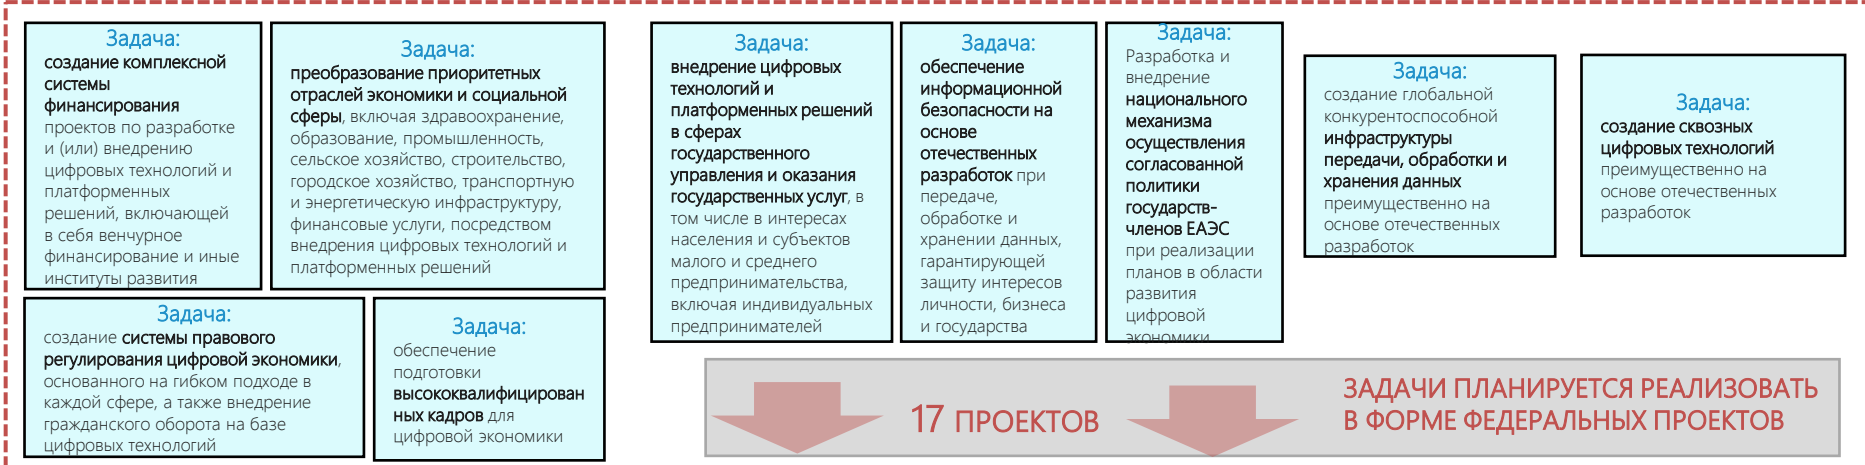 Задача:
создание комплексной
системы
финансирования
проектов по разработке
и (или) внедрению
цифровых технологий и
платформенных
решений, включающей
в себя венчурное
финансирование и иные
институты развития
Задача:
преобразование приоритетных
отраслей экономики и социальной
сферы, включая здравоохранение,
образование, промышленность,
сельское хозяйство, строительство,
городское хозяйство, транспортную
и энергетическую инфраструктуру,
финансовые услуги, посредством
внедрения цифровых технологий и
платформенных решений
Задача:
внедрение цифровых
технологий и
платформенных решений
в сферах
государственного
управления и оказания
государственных услуг, в
том числе в интересах
населения и субъектов
малого и среднего
предпринимательства,
включая индивидуальных
предпринимателей
Задача:
обеспечение
информационной
безопасности на
основе
отечественных
разработок при
передаче,
обработке и
хранении данных,
гарантирующей
защиту интересов
личности, бизнеса
и государства
Задача:
Разработка и
внедрение
национального
механизма
осуществления
согласованной
политики
государств-
членов ЕАЭС
при реализации
планов в области
развития
цифровой
экономики
Задача:
создание глобальной
конкурентоспособной
инфраструктуры
передачи, обработки и
хранения данных
преимущественно на
основе отечественных
разработок
Задача:
создание сквозных
цифровых технологий
преимущественно на
основе отечественных
разработок
Задача:
создание системы правового
регулирования цифровой экономики,
основанного на гибком подходе в
каждой сфере, а также внедрение
гражданского оборота на базе
цифровых технологий
Задача:
обеспечение
подготовки
высококвалифицирован
ных кадров для
цифровой экономики
17 ПРОЕКТОВ
ЗАДАЧИ ПЛАНИРУЕТСЯ РЕАЛИЗОВАТЬ
В ФОРМЕ ФЕДЕРАЛЬНЫХ ПРОЕКТОВ